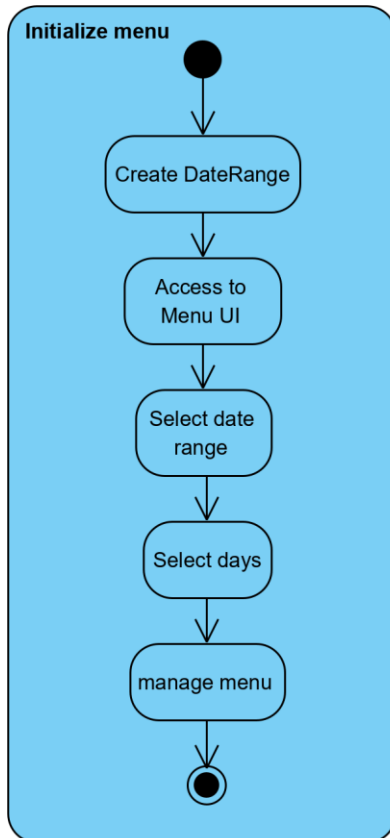 Initialize menu
Create DateRange
Access to
Menu UI
Select date
range
Select days
manage menu